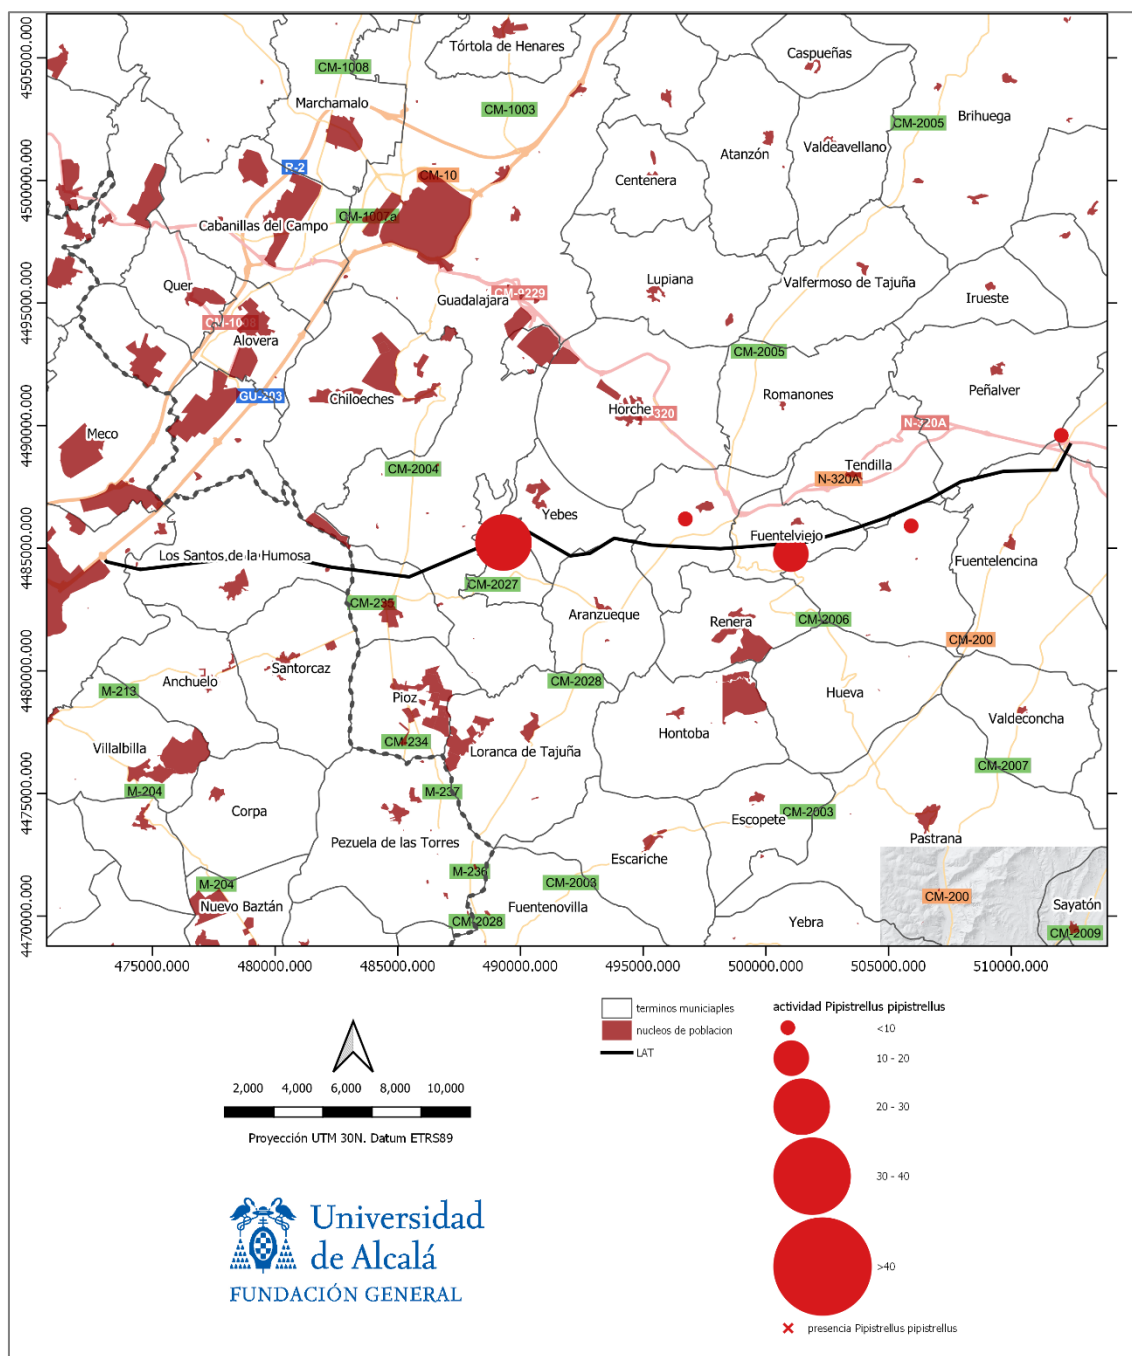 Tórtola de Henares
Caspueñas
CM-1008
Marchamalo
CM-1003
Brihuega
CM-2005
Valdeavellano
Atanzón
R-2
CM-10
Centenera
CM-1007a
Cabanillas del Campo
Lupiana
Valfermoso de Tajuña
Quer
CM-9229
Guadalajara
Irueste
Alovera
CM-2005
Peñalver
GU-203
Chiloeches
Romanones
Horche
N-320A
Meco
CM-2004
Tendilla
N-320A
Yebes
Fuentelviejo
Los Santos de la Humosa
Fuentelencina
CM-2027
CM-235
Aranzueque
Renera
CM-2006
CM-200
Santorcaz
Anchuelo
M-213
CM-2028
Pioz
Hueva
Valdeconcha
Hontoba
CM-234
Villalbilla
Loranca de Tajuña
CM-2007
M-204
M-237
Corpa
CM-2003
Escopete
Pezuela de las Torres
Pastrana
Escariche
M-236
M-204
CM-2003
CM-200
Nuevo Baztán
Fuentenovilla
Sayatón
CM-2028
Yebra
CM-2009
4505000.000
4500000.000
4495000.000
4490000.000
4485000.000
4480000.000
4475000.000
4470000.000
475000.000 480000.000 485000.000 490000.000 495000.000 500000.000 505000.000 510000.000
terminos municiaples
nucleos de poblacion
LAT
actividad Pipistrellus pipistrellus
<10
10 - 20
20 - 30
30 - 40
>40
presencia Pipistrellus pipistrellus
2,000 4,000 6,000 8,000 10,000
Proyección UTM 30N. Datum ETRS89
Universidad
de Alcalá
FUNDACIÓN GENERAL